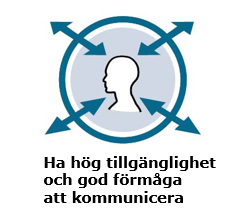 Ha hög tillgänglighet
och god förmåga
att kommunicera